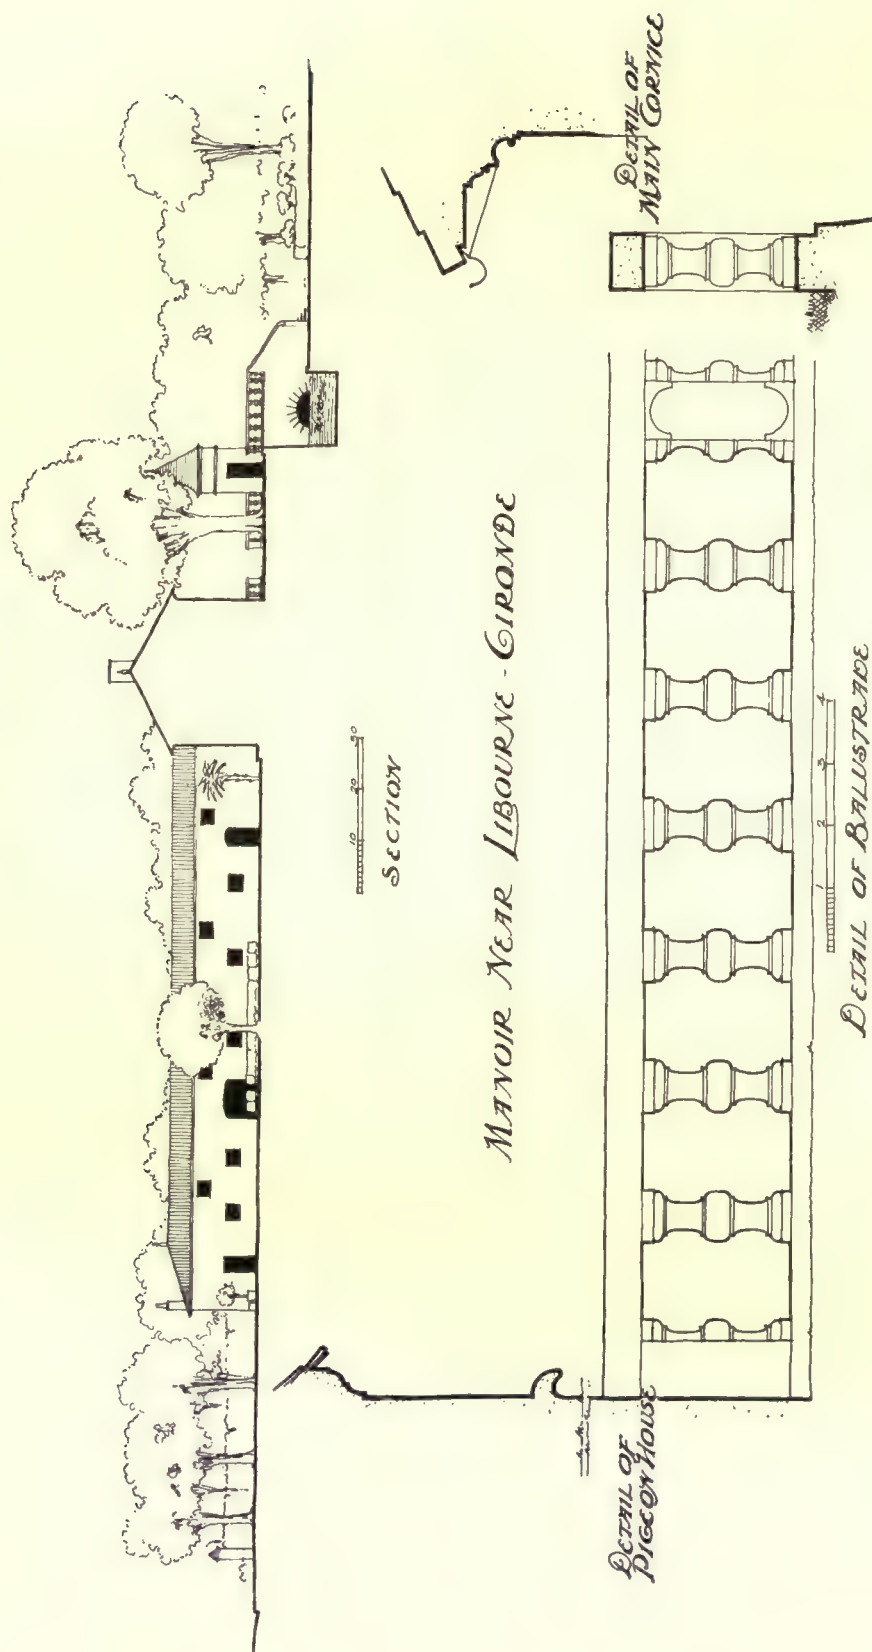 10 20 30
SECTION
MANOIR NEAR LIBOURNE - GIRONDE
DETAIL OF
PIGEON HOUSE
DETAIL OF
MAIN CORNICE
1 2 3 4
DETAIL OF BALUSTRADE